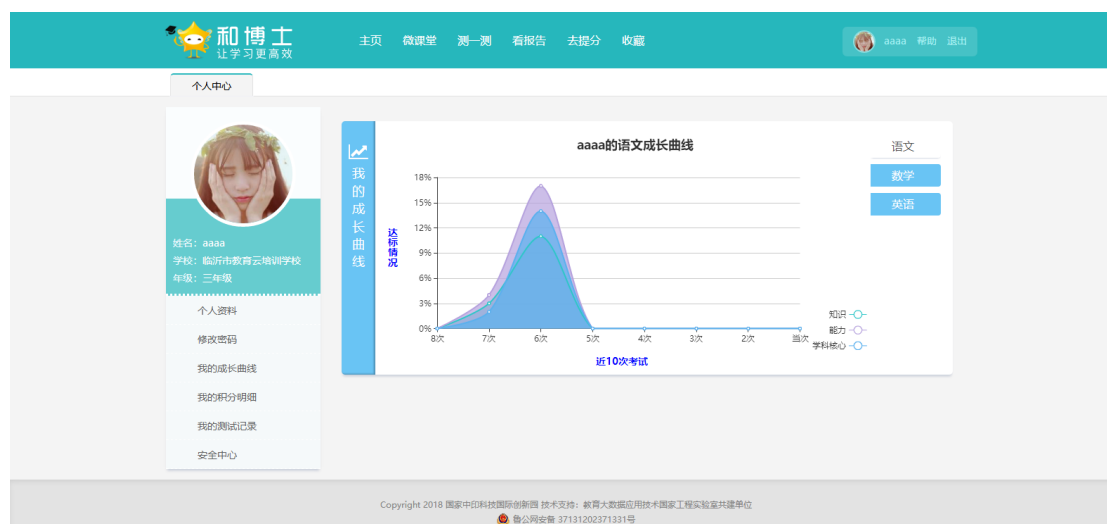 和博士
让学习更高效
主页 微课堂 测一测 看报告 去提分 收藏
aaaa 帮助 退出
个人中心
姓名：aaaa
学校：临沂市教育云培训学校
年级：三年级
个人资料
修改密码
我的成长曲线
我的积分明细
我的测试记录
安全中心
我的成长曲线
aaaa的语文成长曲线
达标情况
18%
15%
12%
9%
6%
3%
0%
8次 7次 6次 5次 4次 3次 2次 当次
近10次考试
知识
能力
学科核心
语文
数学
英语
Copyright 2018 国家中印科技国际创新园 技术支持：教育大数据应用技术国家工程实验室共建单位
鲁公网安备 37131202371331号